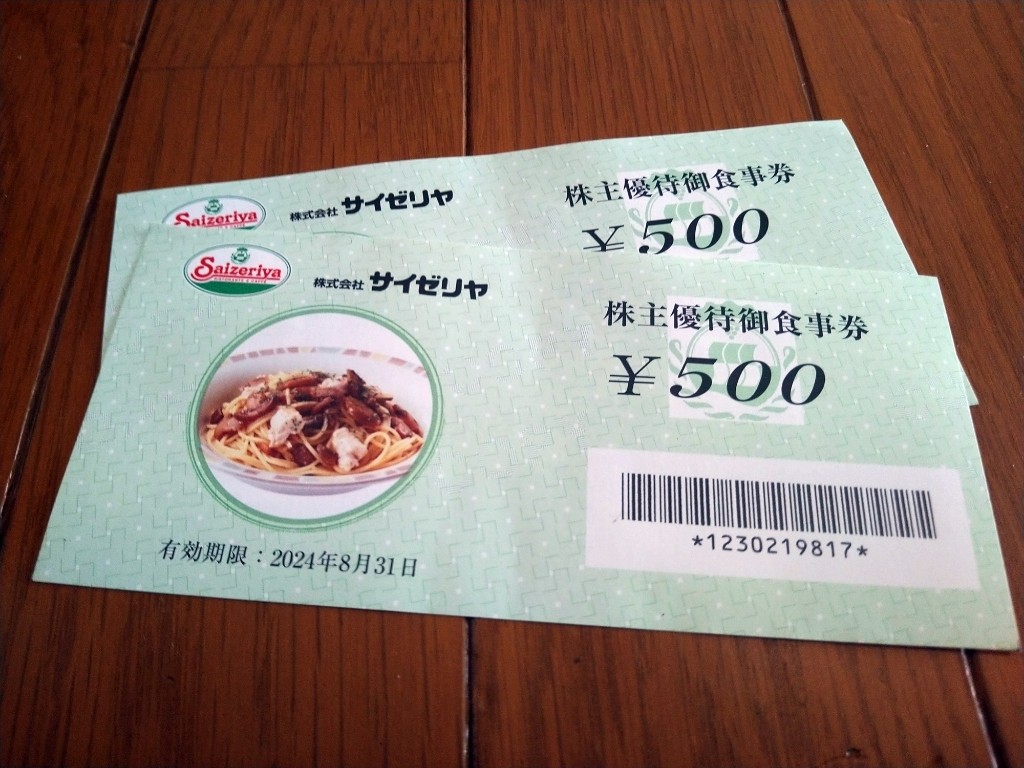 Saizeriya
株式会社 サイゼリヤ
株主優待御食事券
¥500
Saizeriya
株式会社 サイゼリヤ
株主優待御食事券
¥500
*1230219817*
有効期限：2024年8月31日